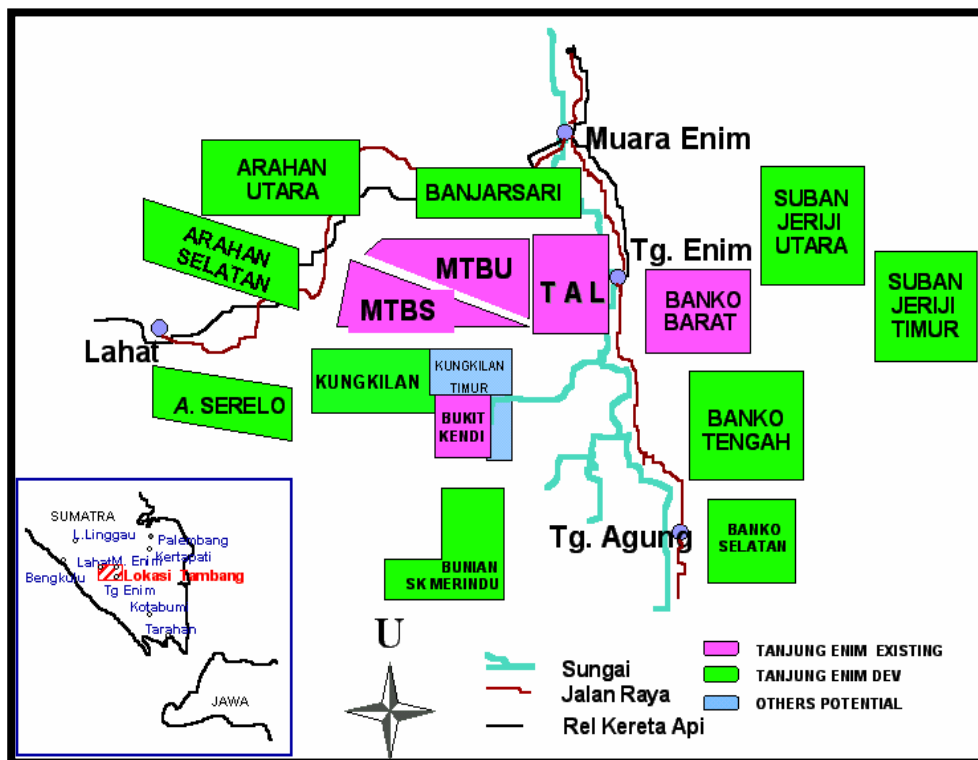 Muara Enim
ARAHAN
UTARA
BANJARSARI
SUBAN
JERIJI
UTARA
ARAHAN
SELATAN
MTBU
MTBS
T A L
Tg. Enim
BANKO
BARAT
SUBAN
JERIJI
TIMUR
Lahat
A. SERELO
KUNGKILAN
KUNGKILAN
TIMUR
BUKIT
KENDI
BANKO
TENGAH
Tg. Agung
BANKO
SELATAN
BUNIAN
SK MERINDU
SUMATRA
L.Linggau
Palembang
Kertapati
Lahat
M. Enim
Bengkulu
Lokasi Tambang
Tg Enim
Kotabum
Tarahan
JAWA
U
Sungai
Jalan Raya
Rel Kereta Api
TANJUNG ENIM EXISTING
TANJUNG ENIM DEV
OTHERS POTENTIAL